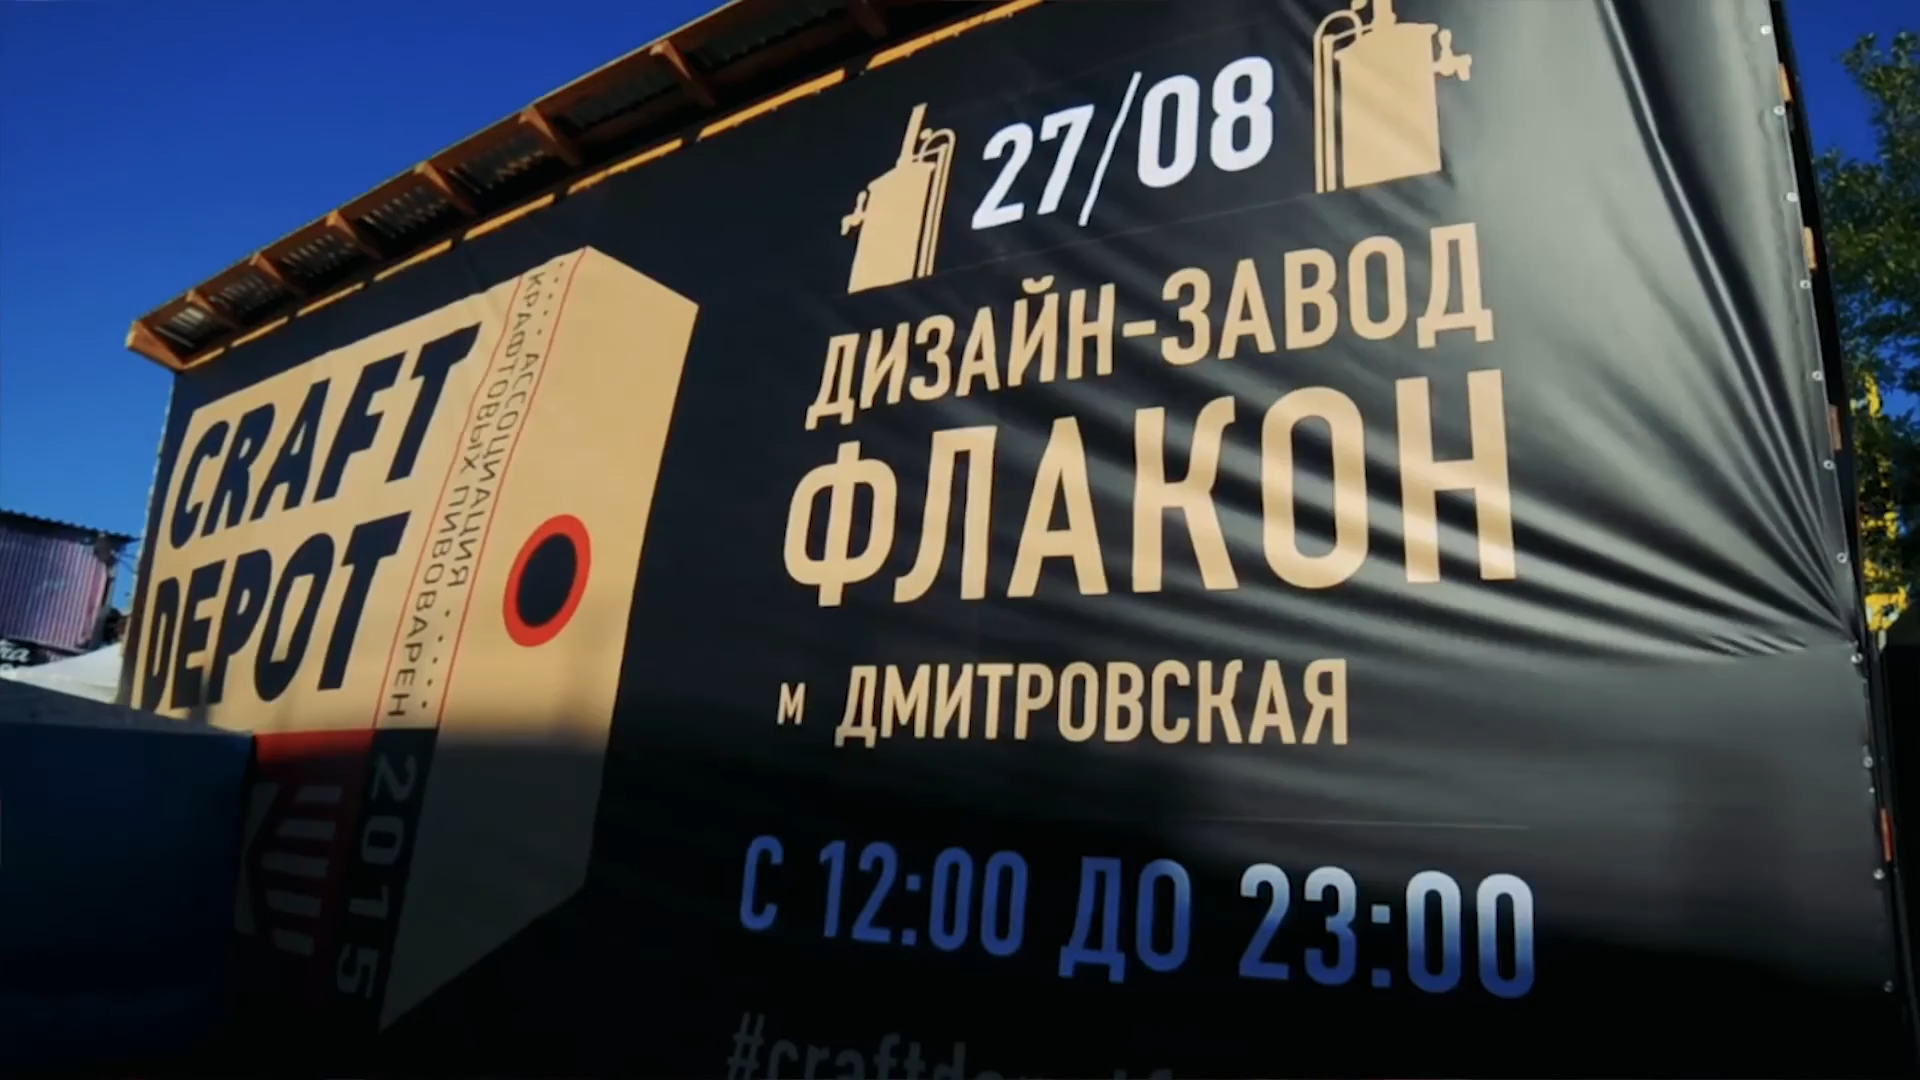 CRAFT
DEPOT
АССОЦИАЦИЯ
КРАФТОВЫХ ПИВОВАРЕН
2015
27/08
ДИЗАЙН-ЗАВОД
ФЛАКОН
м ДМИТРОВСКАЯ
С 12:00 ДО 23:00